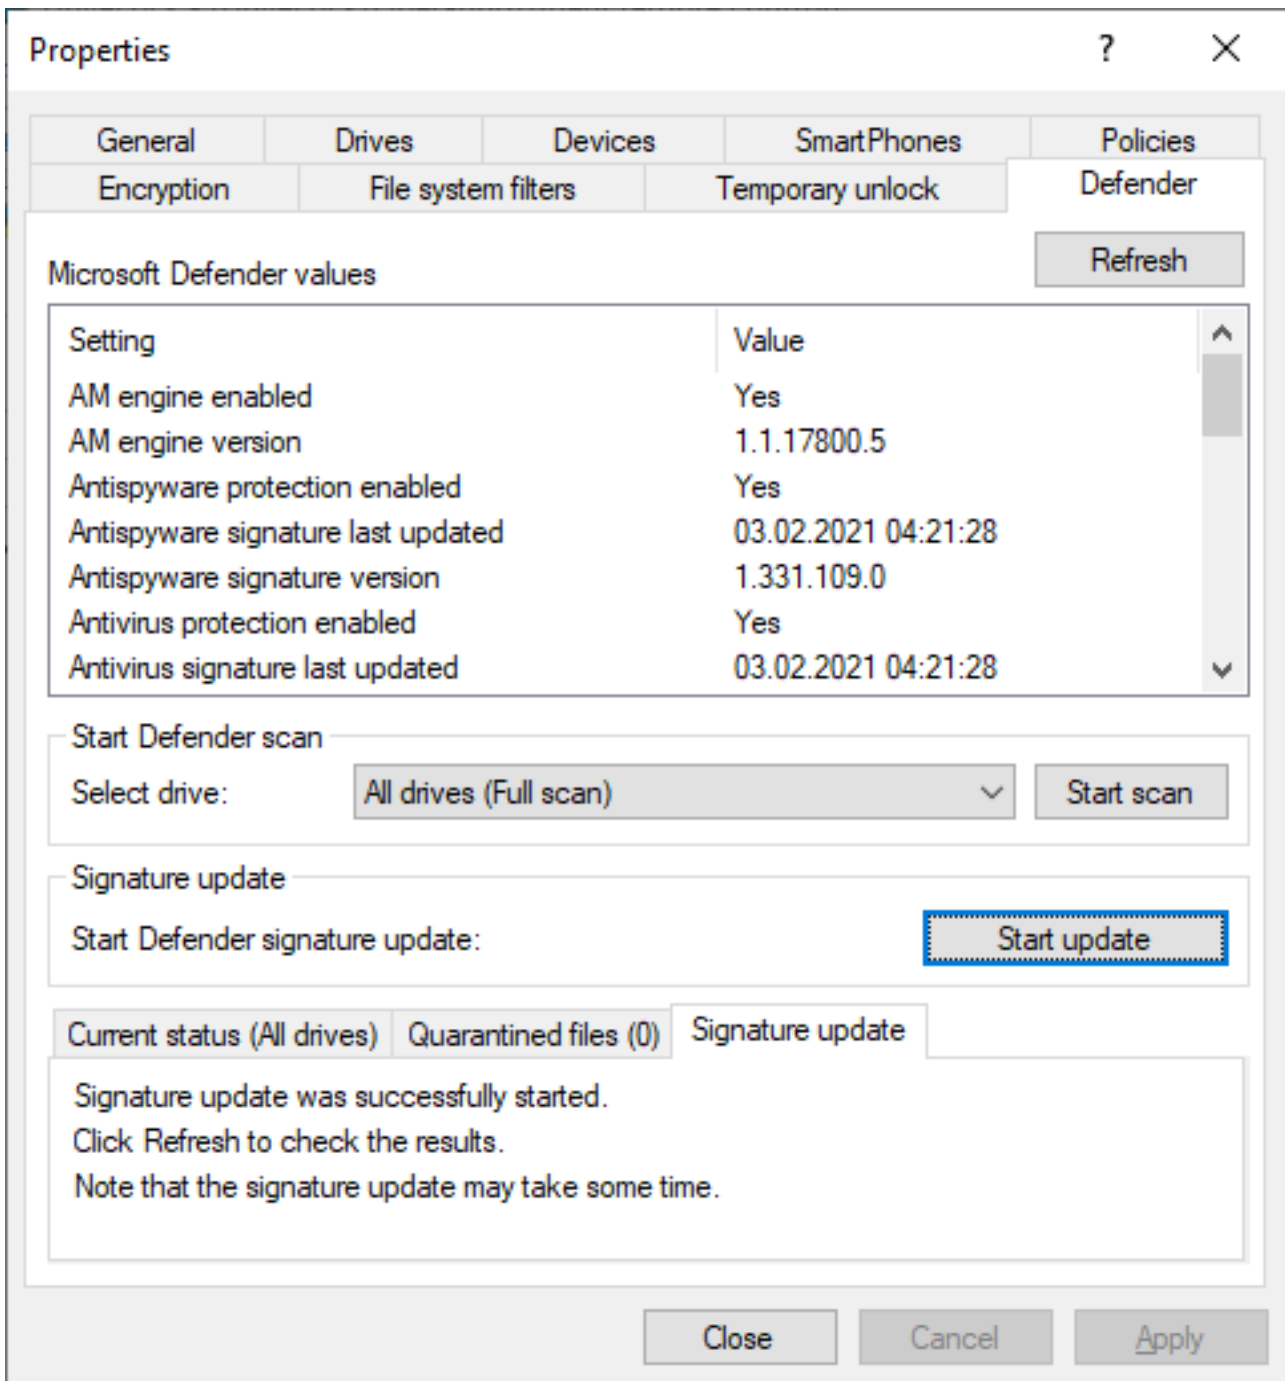 Properties
?
General Drives Devices SmartPhones Policies
Encryption File system filters Temporary unlock Defender
Refresh
Microsoft Defender values
Setting Value
AM engine enabled Yes
AM engine version 1.1.17800.5
Antispyware protection enabled Yes
Antispyware signature last updated 03.02.2021 04:21:28
Antispyware signature version 1.331.109.0
Antivirus protection enabled Yes
Antivirus signature last updated 03.02.2021 04:21:28
Start Defender scan
Select drive: All drives (Full scan) Start scan
Signature update
Start Defender signature update: Start update
Current status (All drives) Quarantined files (0) Signature update
Signature update was successfully started.
Click Refresh to check the results.
Note that the signature update may take some time.
Close Cancel Apply